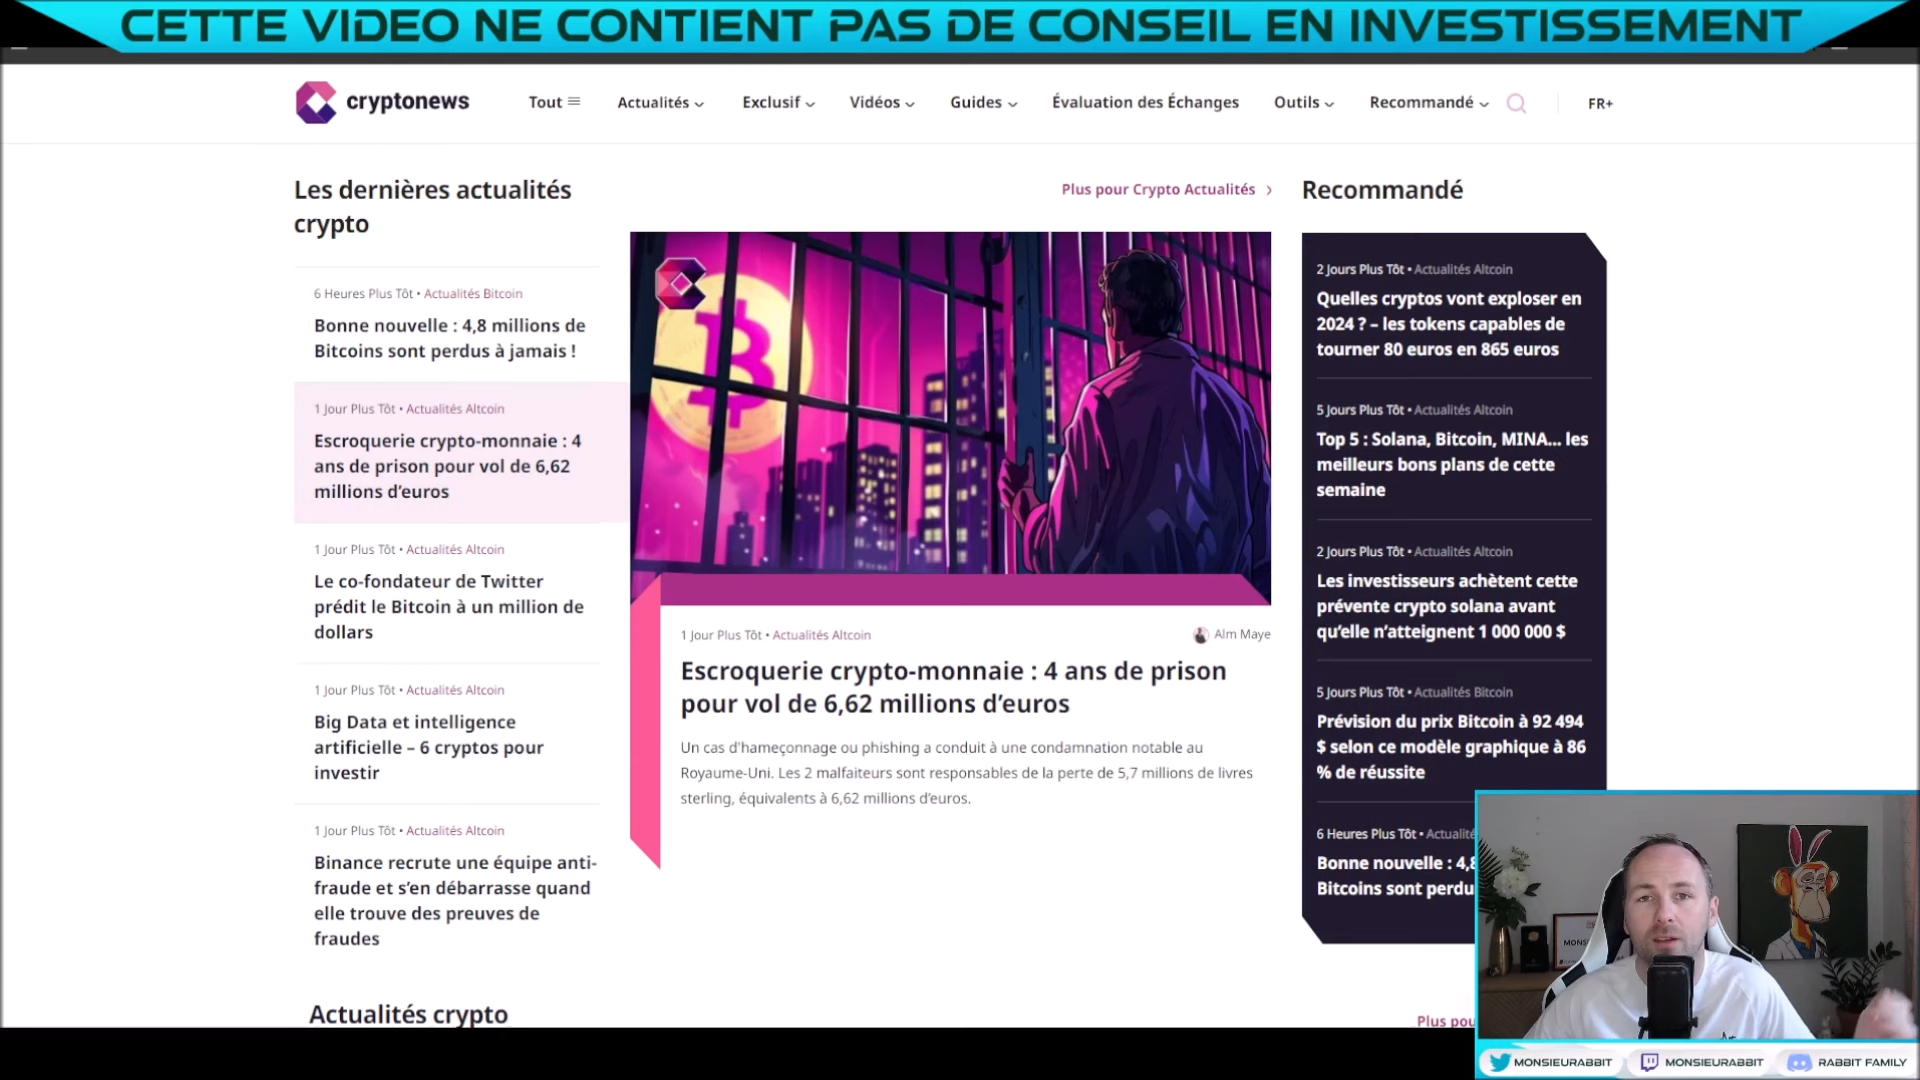 CETTE VIDEO NE CONTIENT PAS DE CONSEIL EN INVESTISSEMENT
cryptonews
Tout
Actualités
Exclusif
Vidéos
Guides
Évaluation des Échanges
Outils
Recommandé
FR+
Les dernières actualités
crypto
6 Heures Plus Tôt • Actualités Bitcoin
Bonne nouvelle : 4,8 millions de
Bitcoins sont perdus à jamais !
1 Jour Plus Tôt • Actualités Altcoin
Escroquerie crypto-monnaie : 4
ans de prison pour vol de 6,62
millions d’euros
1 Jour Plus Tôt • Actualités Altcoin
Le co-fondateur de Twitter
prédit le Bitcoin à un million de
dollars
1 Jour Plus Tôt • Actualités Altcoin
Big Data et intelligence
artificielle – 6 cryptos pour
investir
1 Jour Plus Tôt • Actualités Altcoin
Binance recrute une équipe anti-
fraude et s’en débarrasse quand
elle trouve des preuves de
fraudes
Actualités crypto
Plus pour Crypto Actualités
1 Jour Plus Tôt • Actualités Altcoin
Alm Maye
Escroquerie crypto-monnaie : 4 ans de prison
pour vol de 6,62 millions d’euros
Un cas d'hameçonnage ou phishing a conduit à une condamnation notable au
Royaume-Uni. Les 2 malfaiteurs sont responsables de la perte de 5,7 millions de livres
sterling, équivalents à 6,62 millions d’euros.
Recommandé
2 Jours Plus Tôt • Actualités Altcoin
Quelles cryptos vont exploser en
2024 ? – les tokens capables de
tourner 80 euros en 865 euros
5 Jours Plus Tôt • Actualités Altcoin
Top 5 : Solana, Bitcoin, MINA… les
meilleurs bons plans de cette
semaine
2 Jours Plus Tôt • Actualités Altcoin
Les investisseurs achètent cette
prévente crypto solana avant
qu’elle n’atteignent 1 000 000 $
5 Jours Plus Tôt • Actualités Bitcoin
Prévision du prix Bitcoin à 92 494
$ selon ce modèle graphique à 86
% de réussite
6 Heures Plus Tôt • Actualité
Bonne nouvelle : 4,8
Bitcoins sont perdu
Plus pou
MONSIEURABBIT
MONSIEURABBIT
RABBIT FAMILY